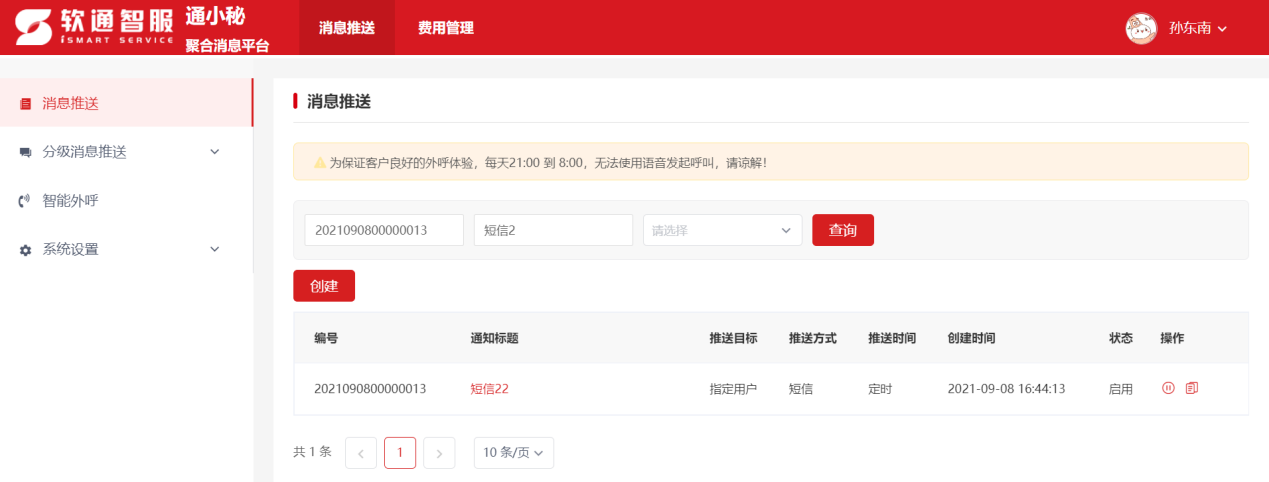 软通智服
iSMART SERVICE
通小秘
聚合消息平台
消息推送
费用管理
孙东南
消息推送
分级消息推送
智能外呼
系统设置
消息推送
为保证客户良好的外呼体验，每天21:00 到 8:00，无法使用语音发起呼叫，请谅解！
2021090800000013
短信2
请选择
查询
创建
编号 通知标题 推送目标 推送方式 推送时间 创建时间 状态 操作
2021090800000013 短信22 指定用户 短信 定时 2021-09-08 16:44:13 启用
共 1 条 1 10 条/页